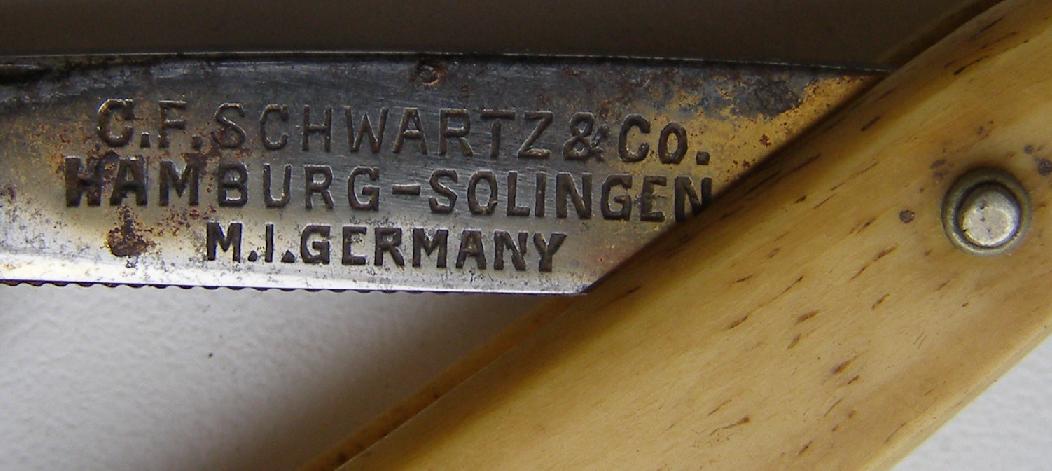 C.F.SCHWARTZ & Co.
HAMBURG-SOLINGEN
M.I.GERMANY